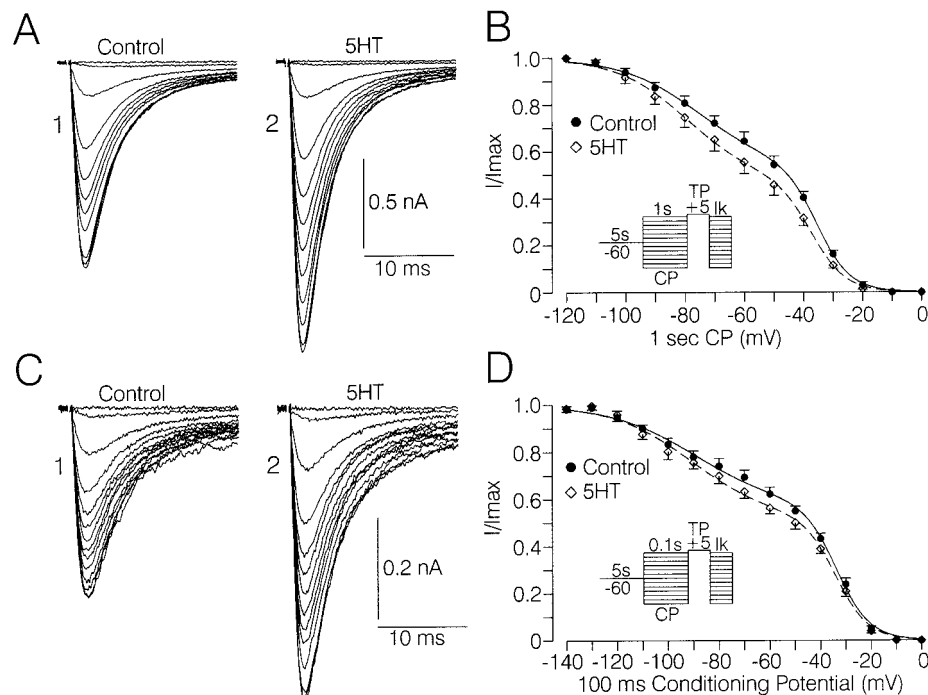 A
Control
5HT
1
2
0.5 nA
10 ms
B
I/Imax
1.0
0.8
0.6
0.4
0.2
0
Control
5HT
TP
1s
+5
lk
5s
-60
CP
-120
-100
-80
-60
-40
-20
0
1 sec CP (mV)
C
Control
5HT
1
2
0.2 nA
10 ms
D
I/Imax
1.0
0.8
0.6
0.4
0.2
0
Control
5HT
TP
0.1s
+5
lk
5s
-60
CP
-140
-120
-100
-80
-60
-40
-20
0
100 ms Conditioning Potential (mV)